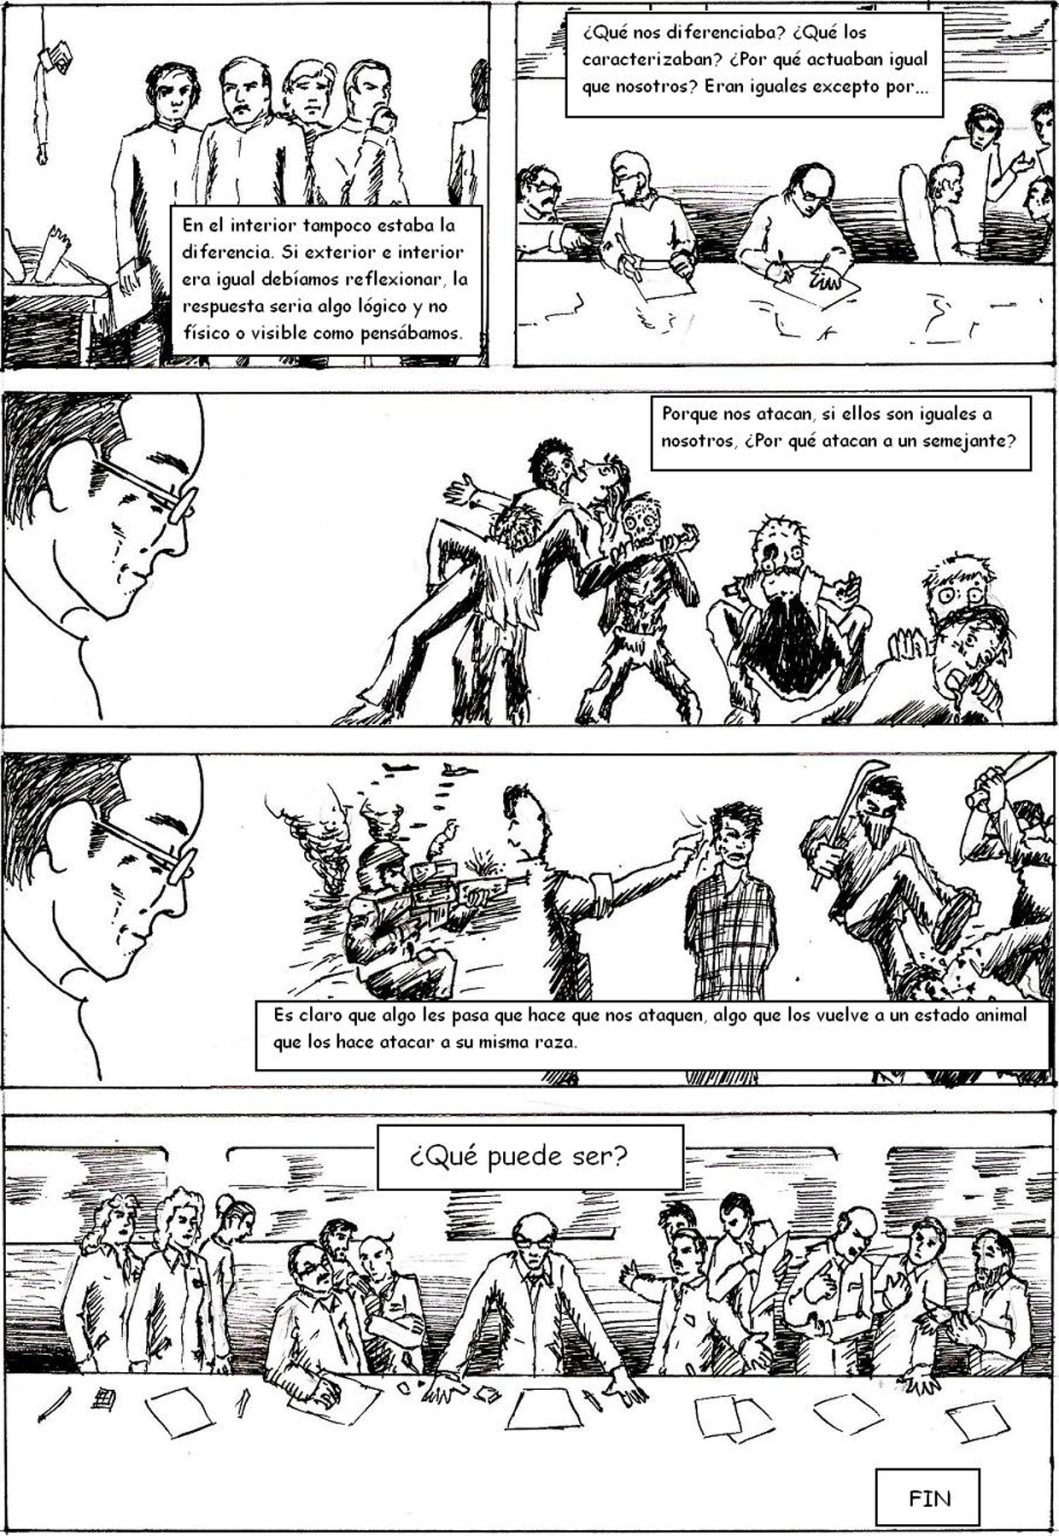 En el interior tampoco estaba la
diferencia. Si exterior e interior
era igual debíamos reflexionar, la
respuesta seria algo lógico y no
físico o visible como pensábamos.
¿Qué nos diferenciaba? ¿Qué los
caracterizaban? ¿Por qué actuaban igual
que nosotros? Eran iguales excepto por...
Porque nos atacan, si ellos son iguales a
nosotros, ¿Por qué atacan a un semejante?
Es claro que algo les pasa que hace que nos ataquen, algo que los vuelve a un estado animal
que los hace atacar a su misma raza.
¿Qué puede ser?
FIN